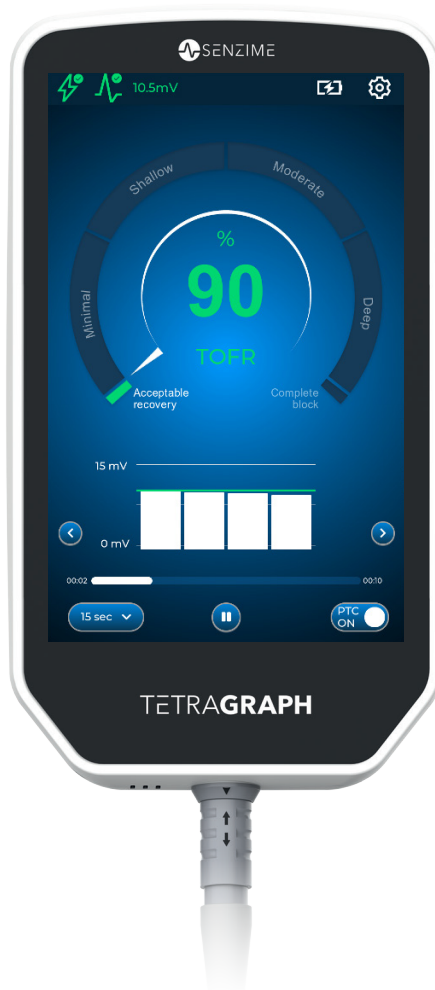 SENZIME
10.5mV
Shallow
Moderate
Minimal
Deep
%
90
TOFR
Acceptable
recovery
Complete
block
15 mV
0 mV
00:02
00:10
15 sec
PTC
ON
TETRAGRAPH